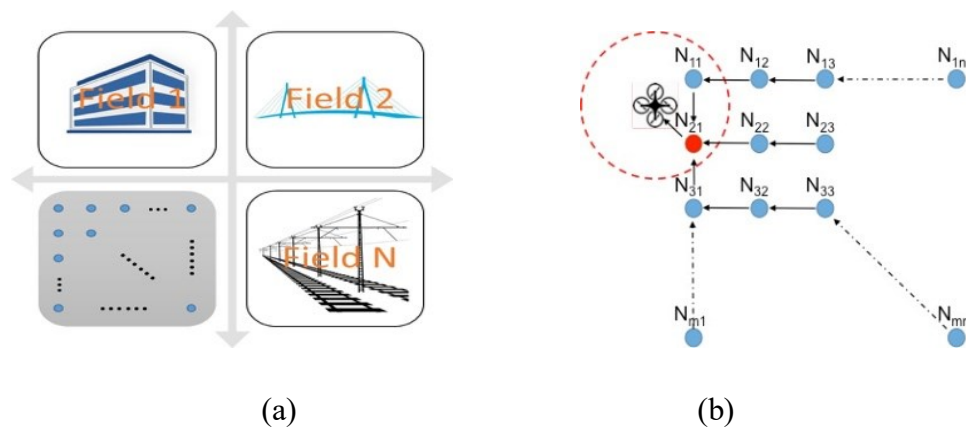 Field 1
Field 2
Field N
N11 N12 N13 N1n
N21 N22 N23
N31 N32 N33
Nm1 Nmn
(a) (b)